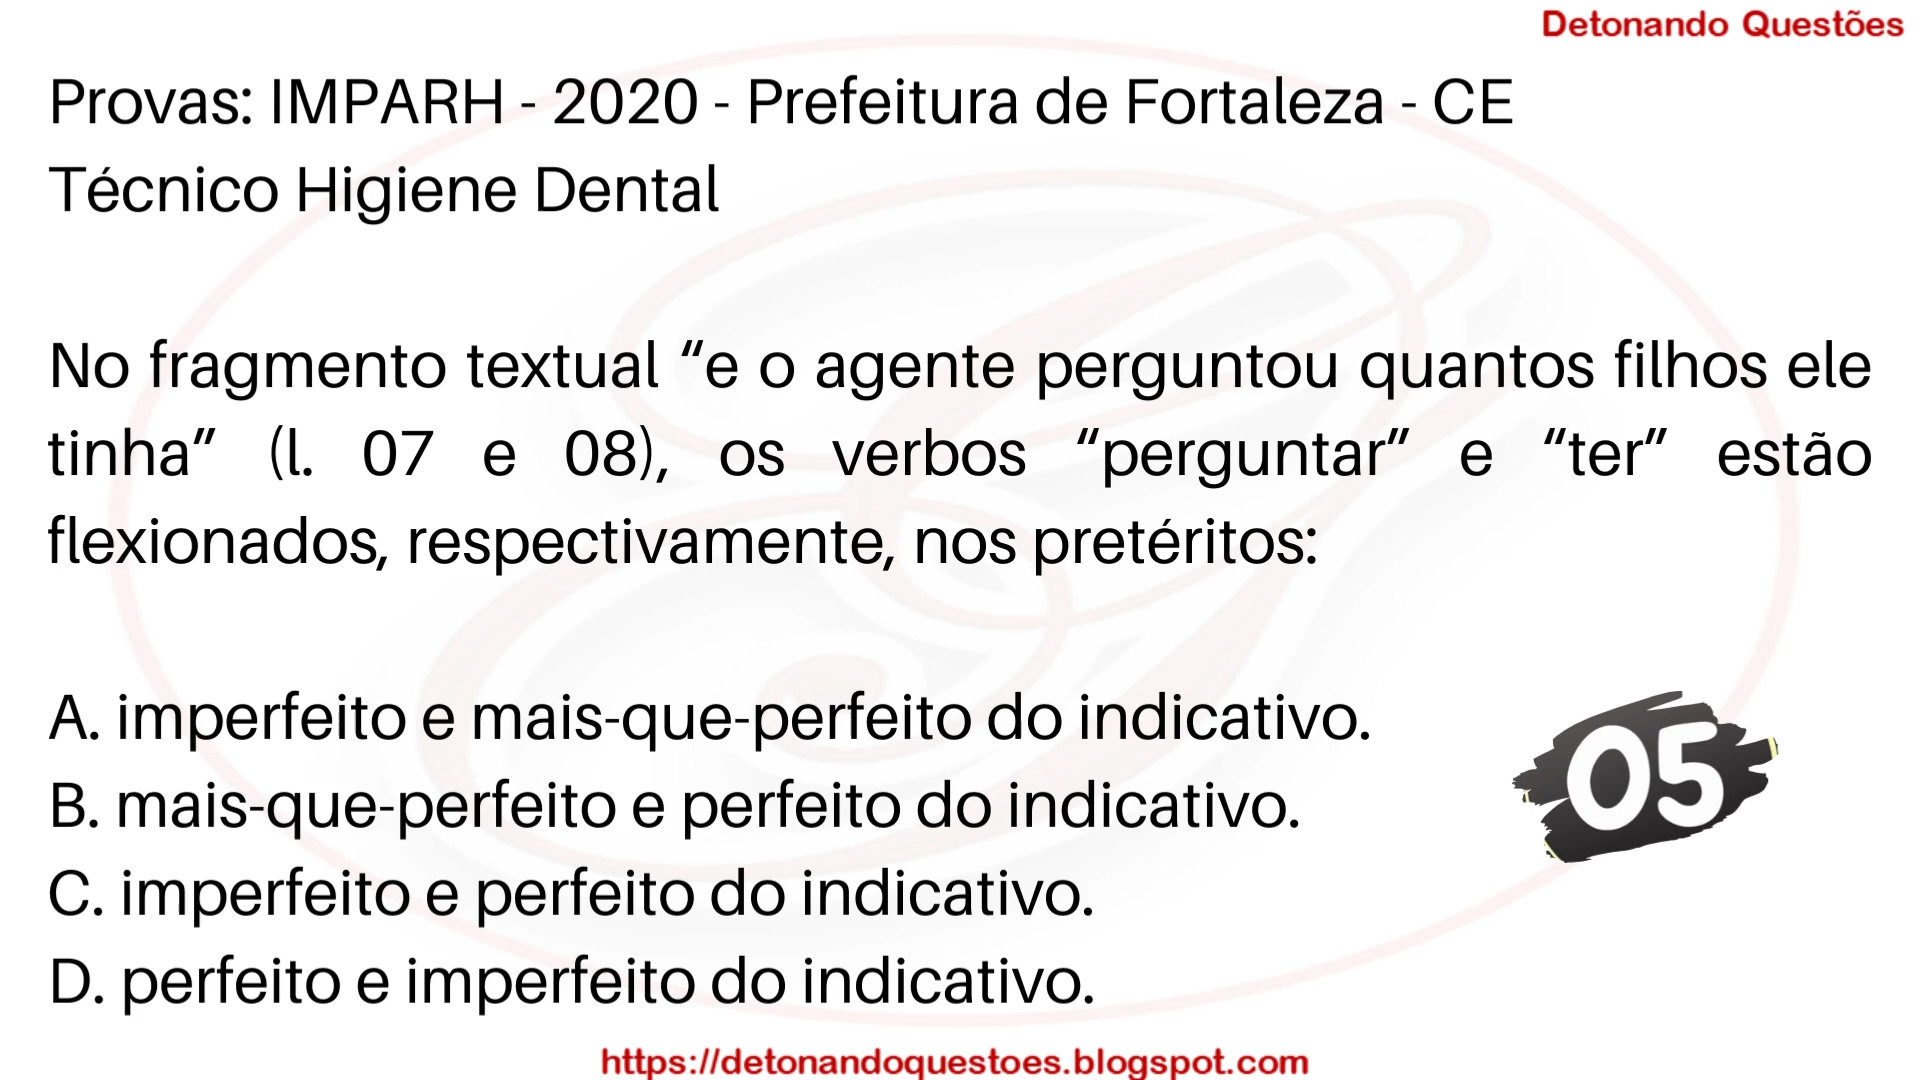 Detonando Questões
Provas: IMPARH - 2020 - Prefeitura de Fortaleza - CE
Técnico Higiene Dental
No fragmento textual “e o agente perguntou quantos filhos ele
tinha” (l. 07 e 08), os verbos “perguntar” e “ter” estão
flexionados, respectivamente, nos pretéritos:
A. imperfeito e mais-que-perfeito do indicativo.
B. mais-que-perfeito e perfeito do indicativo.
C. imperfeito e perfeito do indicativo.
D. perfeito e imperfeito do indicativo.
05
https://detonandoquestoes.blogspot.com